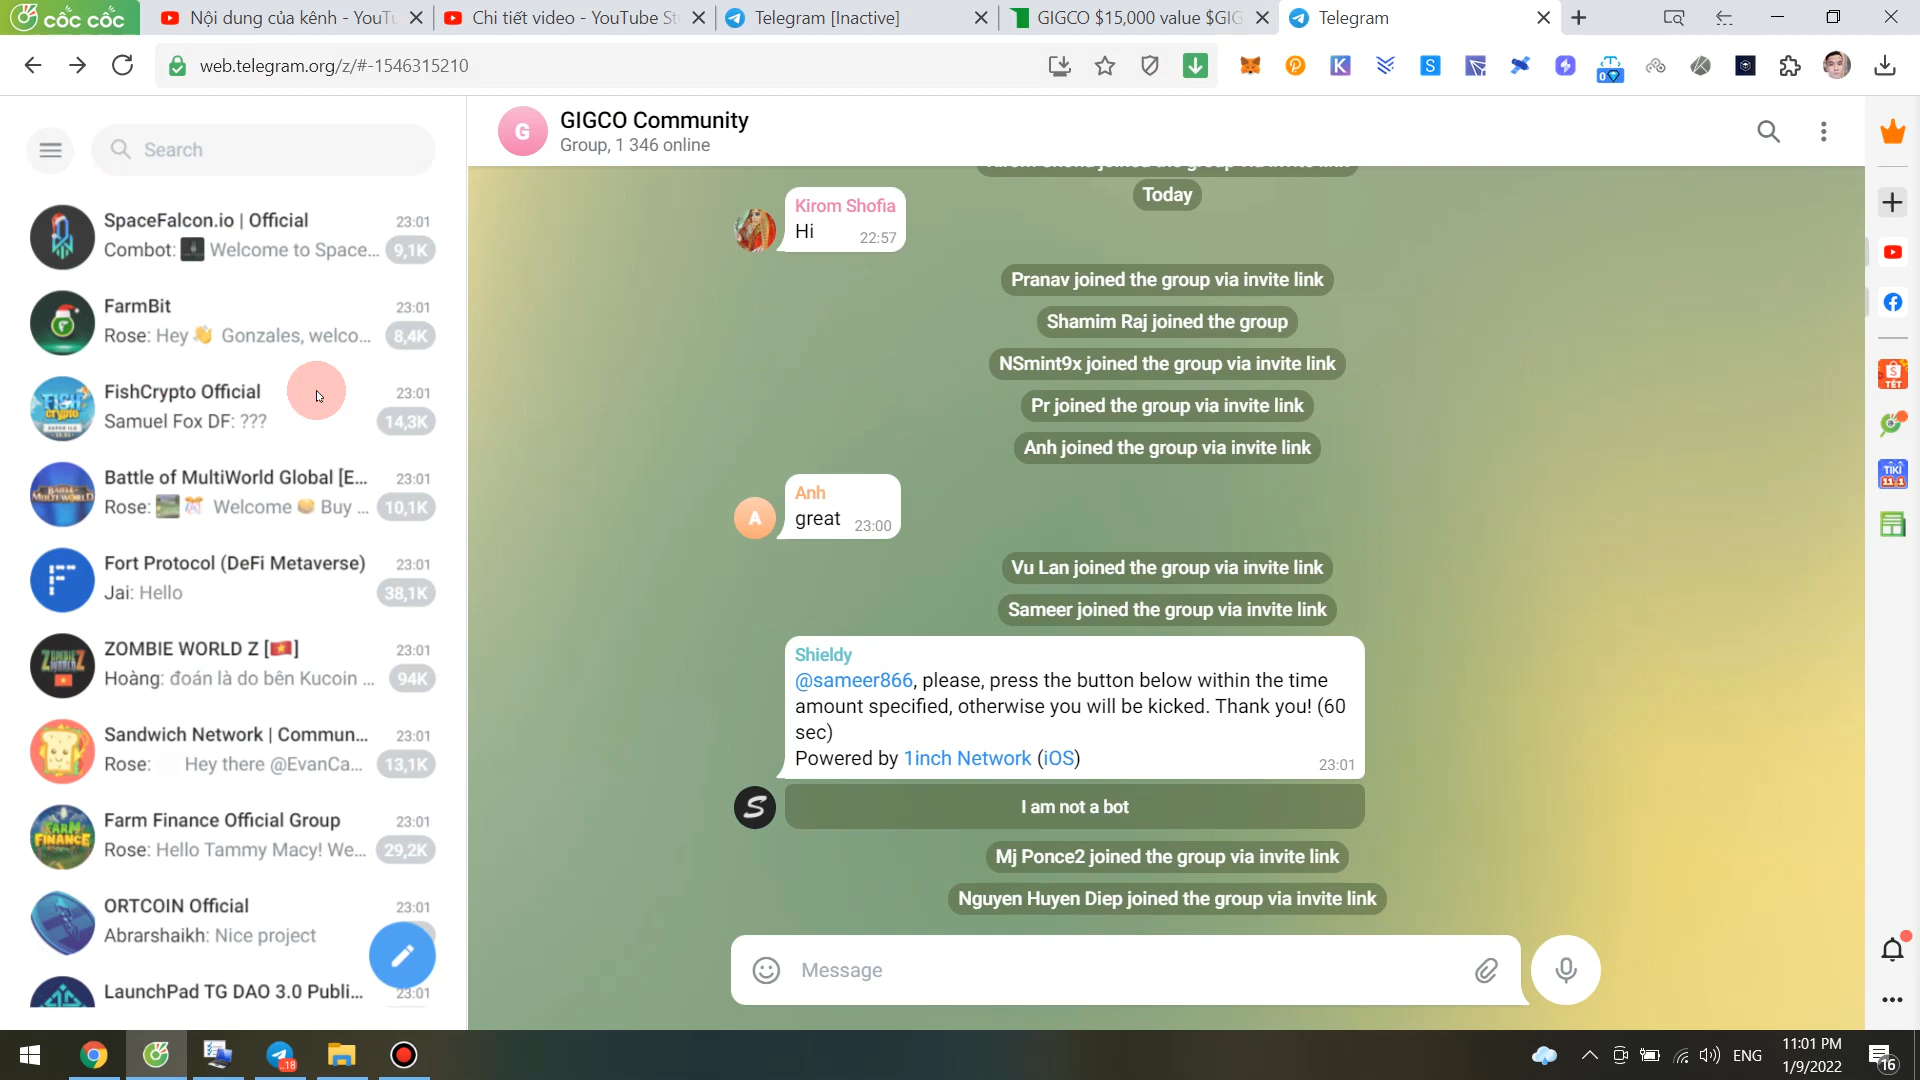 cốc cốc
Nội dung của kênh - YouTu
Chi tiết video - YouTube St
Telegram [Inactive]
GIGCO $15,000 value $GIG
Telegram
web.telegram.org/z/#-1546315210
Search
SpaceFalcon.io | Official
23:01
Combot: Welcome to Space...
9,1K
FarmBit
23:01
Rose: Hey 👋 Gonzales, welco...
8,4K
FishCrypto Official
23:01
Samuel Fox DF: ???
14,3K
Battle of MultiWorld Global [E...
23:01
Rose: Welcome Buy ...
10,1K
Fort Protocol (DeFi Metaverse)
23:01
Jai: Hello
38,1K
ZOMBIE WORLD Z [🇻🇳]
23:01
Hoàng: đoán là do bên Kucoin ...
94K
Sandwich Network | Commun...
23:01
Rose: Hey there @EvanCa...
13,1K
Farm Finance Official Group
23:01
Rose: Hello Tammy Macy! We...
29,2K
ORTCOIN Official
23:01
Abrarshaikh: Nice project
LaunchPad TG DAO 3.0 Publi...
23:01
G
GIGCO Community
Group, 1 346 online
Today
Kirom Shofia
Hi
22:57
Pranav joined the group via invite link
Shamim Raj joined the group
NSmint9x joined the group via invite link
Pr joined the group via invite link
Anh joined the group via invite link
Anh
A
great
23:00
Vu Lan joined the group via invite link
Sameer joined the group via invite link
Shieldy
@sameer866, please, press the button below within the time
amount specified, otherwise you will be kicked. Thank you! (60
sec)
Powered by 1inch Network (iOS)
23:01
I am not a bot
Mj Ponce2 joined the group via invite link
Nguyen Huyen Diep joined the group via invite link
Message
ENG
11:01 PM
1/9/2022
16